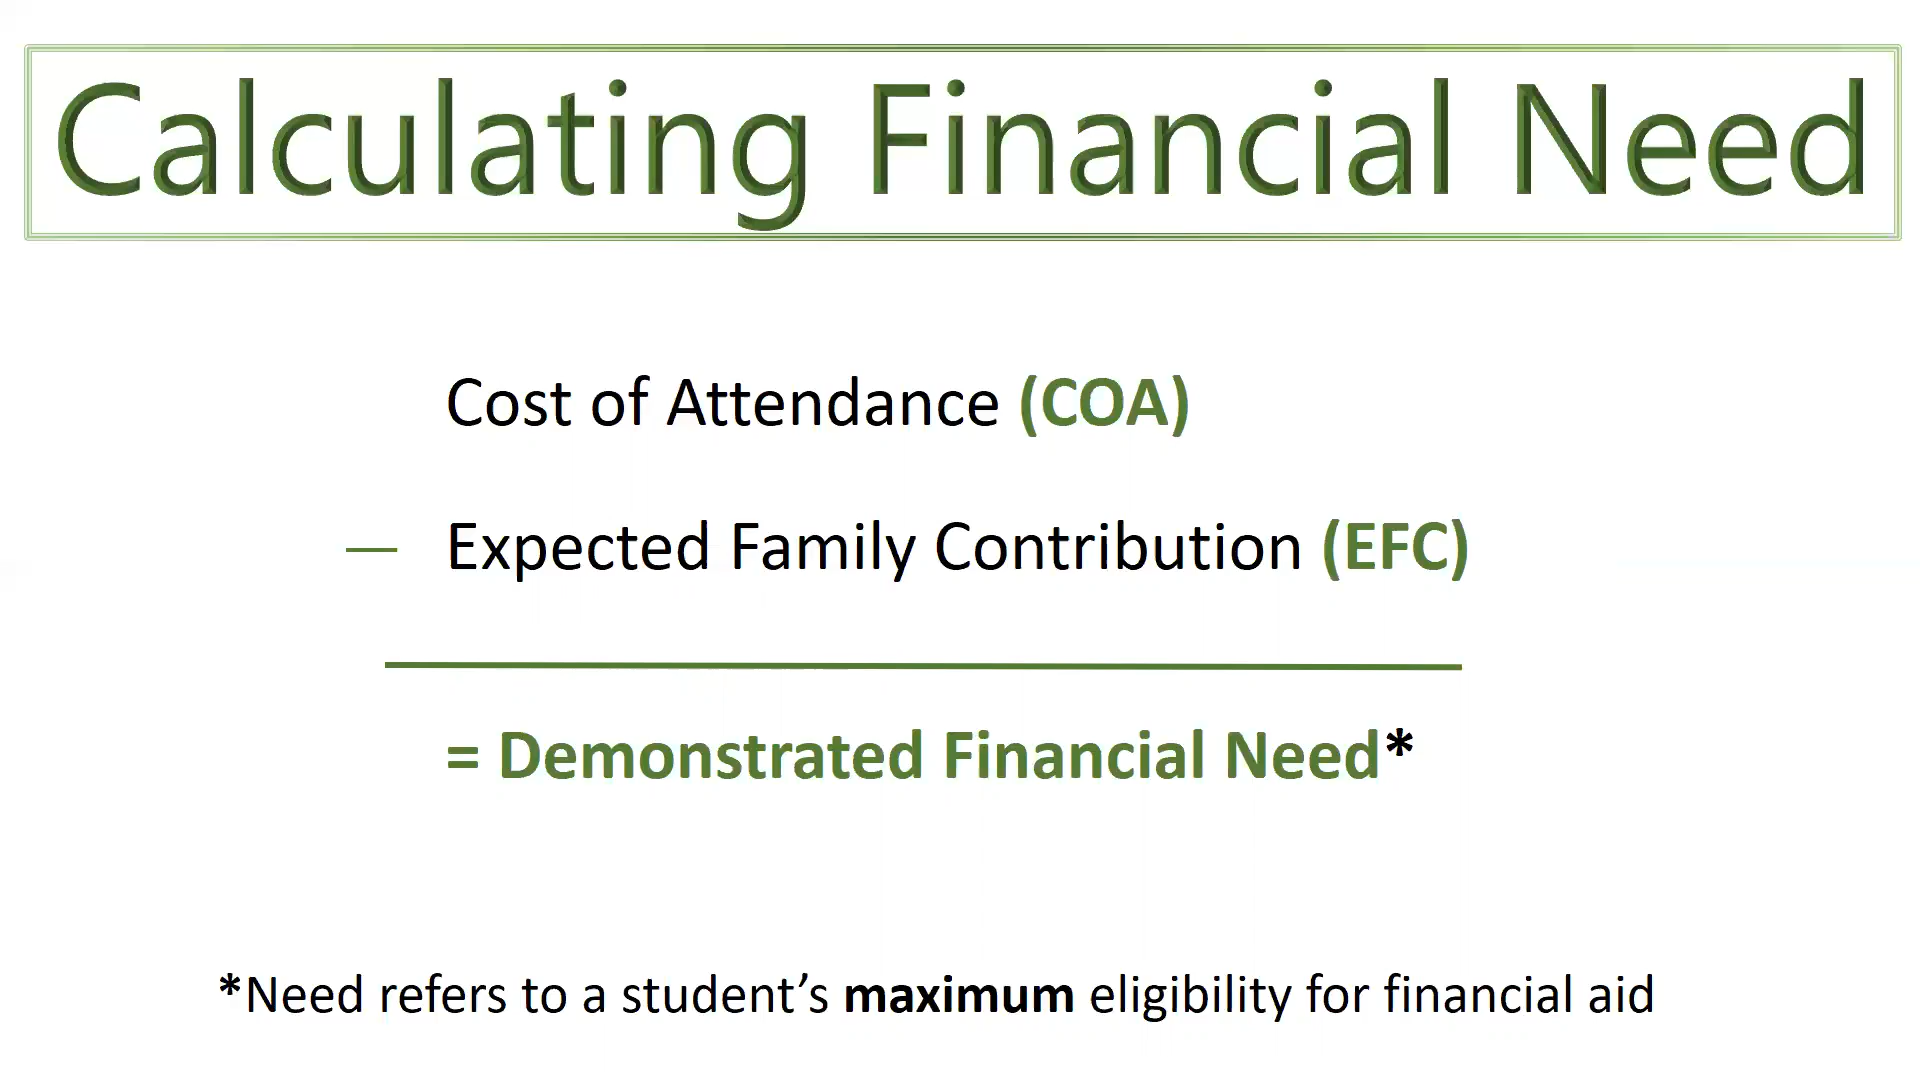 Calculating Financial Need
Cost of Attendance (COA)
— Expected Family Contribution (EFC)
= Demonstrated Financial Need*
*Need refers to a student’s maximum eligibility for financial aid